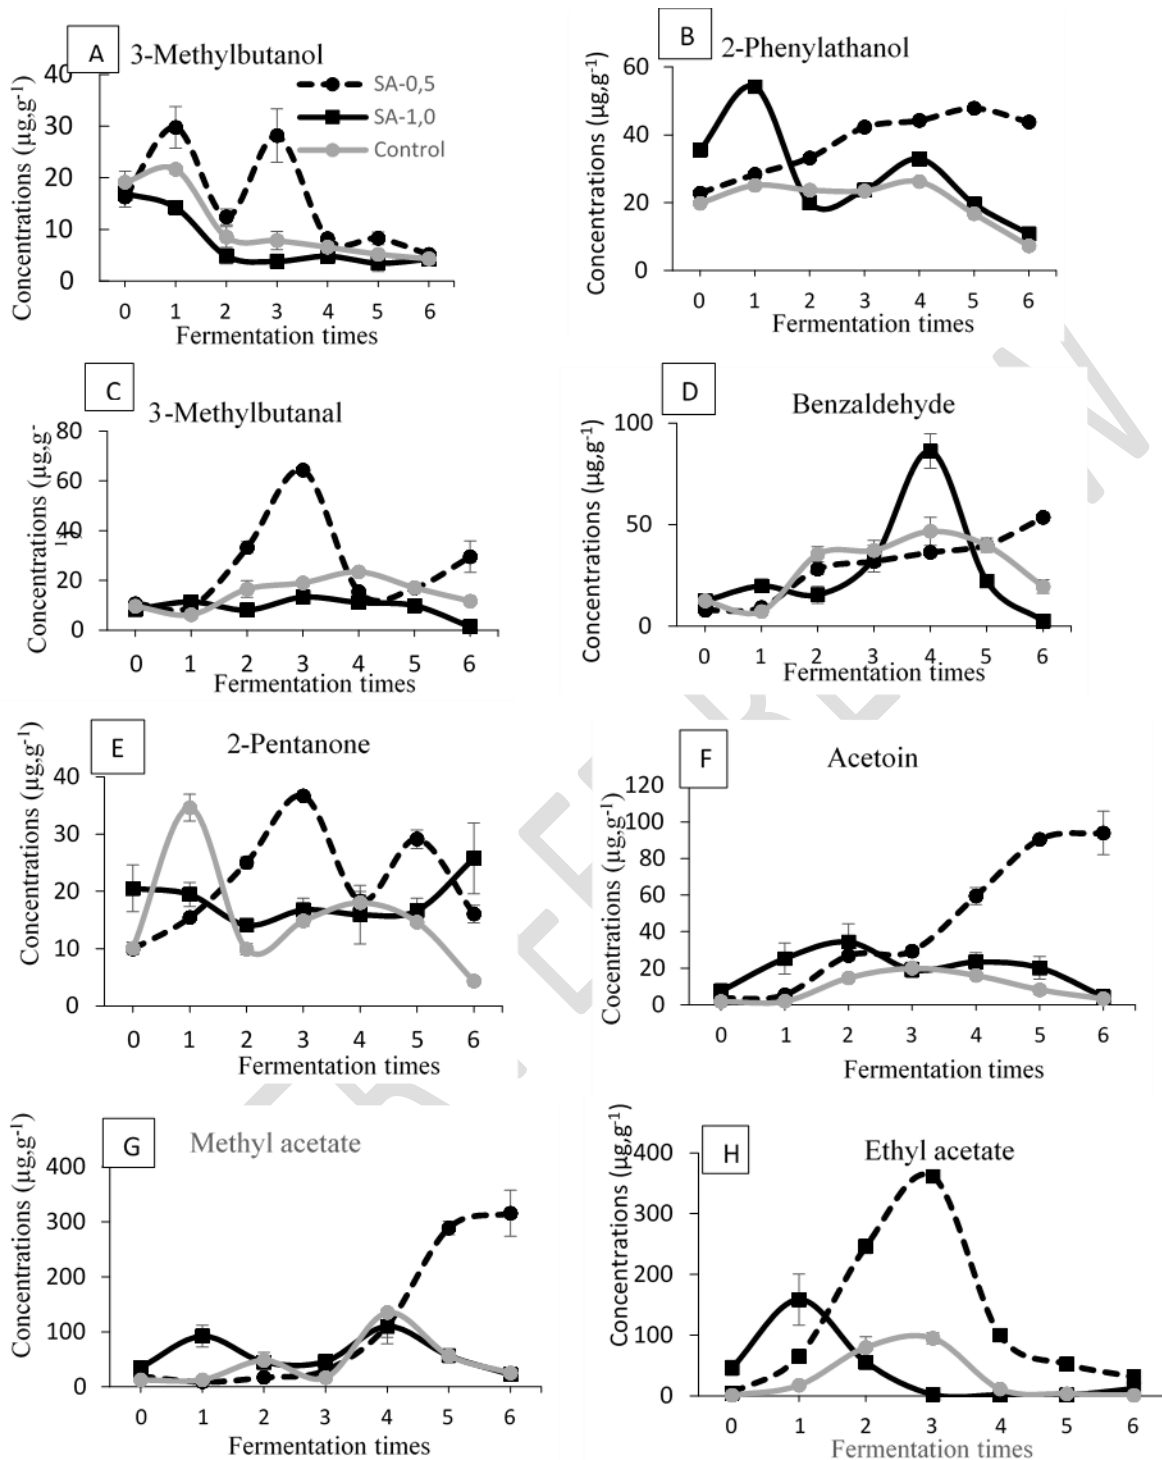 A 3-Methylbutanol
Concentrations (µg,g-1)
40
30
20
10
0
SA-0,5
SA-1,0
Control
0 1 2 3 4 5 6
Fermentation times
B 2-Phenylathanol
Concentrations (µg,g-1)
60
40
20
0
0 1 2 3 4 5 6
Fermentation times
C
3-Methylbutanal
Concentrations (µg,g-
80
60
40
20
0
0 1 2 3 4 5 6
Fermentation times
D
Benzaldehyde
Concentrations (µg,g-1)
100
50
0
0 1 2 3 4 5 6
Fermentation times
E 2-Pentanone
Concentrations (µg,g-1)
40
30
20
10
0
0 1 2 3 4 5 6
Fermentation times
F Acetoin
Cocentrations (µg,g-1)
120
100
80
60
40
20
0
0 1 2 3 4 5 6
Fermentation times
G Methyl acetate
Concentrations (µg,g-1)
400
300
200
100
0
0 1 2 3 4 5 6
Fermentation times
H Ethyl acetate
Concentrations (µg,g-1)
400
300
200
100
0
0 1 2 3 4 5 6
Fermentation times